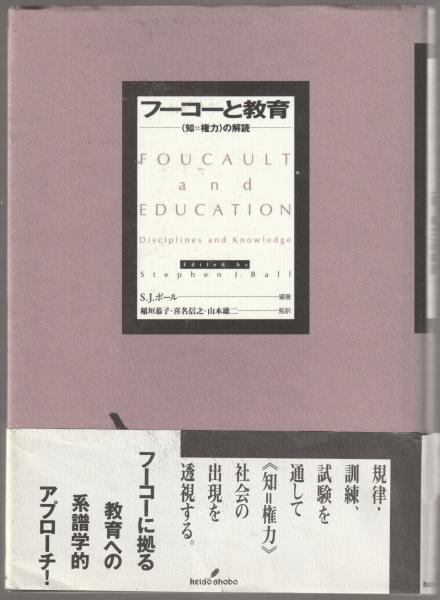 フーコーと教育
〈知=権力〉の解読
FOUCAULT
and
EDUCATION
Disciplines and Knowledge
Edited by
Stephen J. Ball
S.J.ボール 編著
稲垣恭子・喜名信之・山本雄二 監訳
規律・
訓練、
試験を
通して
《知=権力》
社会の
出現を
透視する。
フーコーに拠る
教育への
系譜学的
アプローチ!
keiso shobo